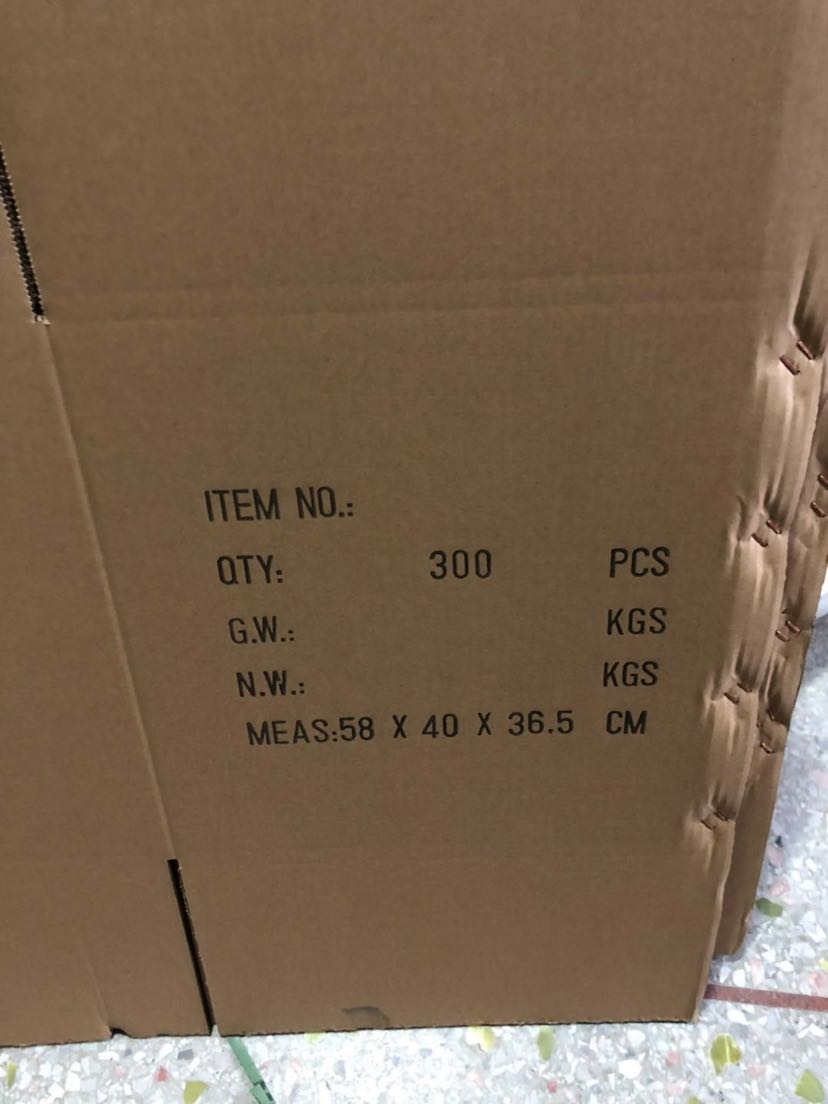 ITEM NO.:
QTY: 300 PCS
G.W.: KGS
N.W.: KGS
MEAS:58 X 40 X 36.5 CM